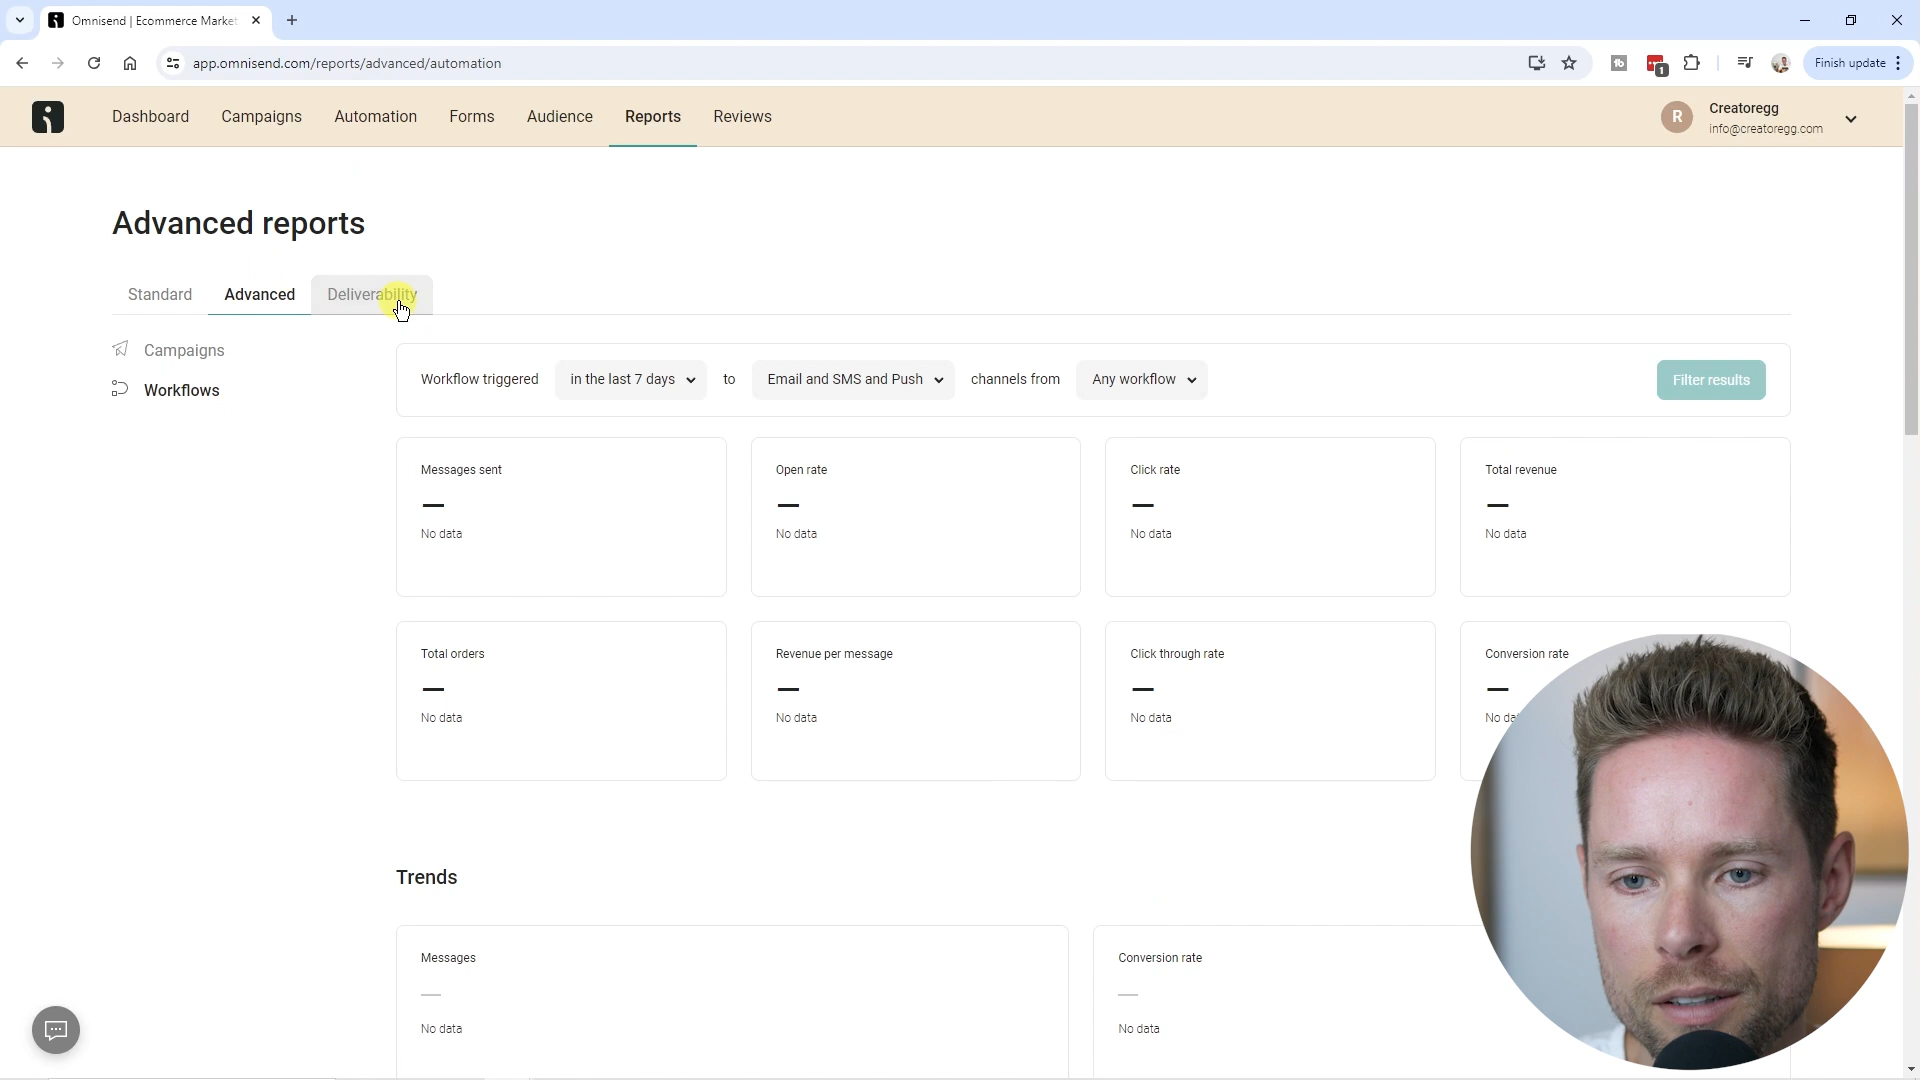 Omnisend | Ecommerce Market
app.omnisend.com/reports/advanced/automation
1
Finish update
Dashboard
Campaigns
Automation
Forms
Audience
Reports
Reviews
R
Creatoregg
info@creatoregg.com
Advanced reports
Standard
Advanced
Deliverability
Campaigns
Workflows
Workflow triggered in the last 7 days to Email and SMS and Push channels from Any workflow
Filter results
Messages sent
—
No data
Open rate
—
No data
Click rate
—
No data
Total revenue
—
No data
Total orders
—
No data
Revenue per message
—
No data
Click through rate
—
No data
Conversion rate
—
No da
Trends
Messages
—
No data
Conversion rate
—
No data